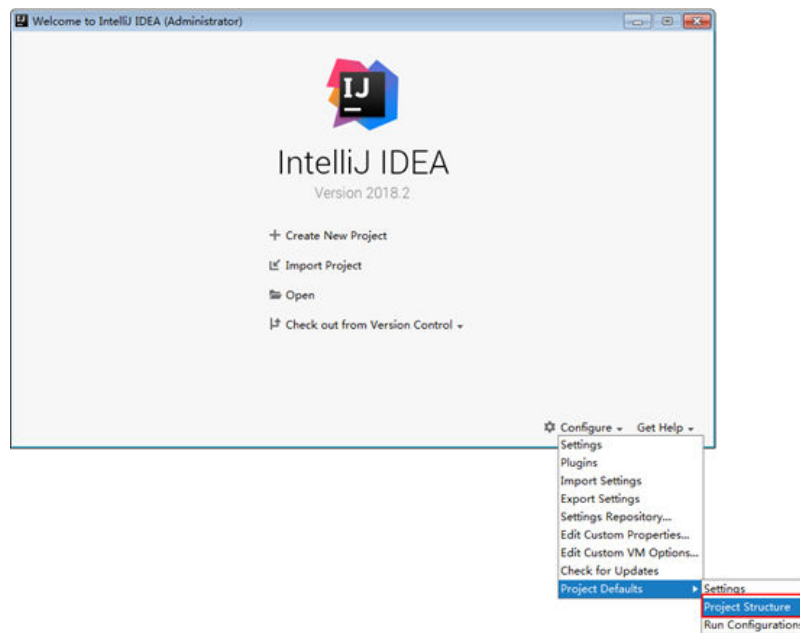 Welcome to IntelliJ IDEA (Administrator)
IJ
IntelliJ IDEA
Version 2018.2
Create New Project
Import Project
Open
Check out from Version Control
Configure Get Help
Settings
Plugins
Import Settings
Export Settings
Settings Repository...
Edit Custom Properties...
Edit Custom VM Options...
Check for Updates
Project Defaults
Settings
Project Structure
Run Configurations